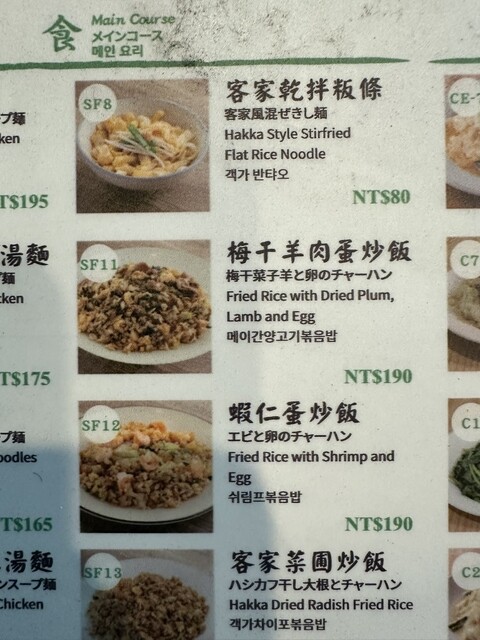 食
Main Course
メインコース
메인 요리
プ麺
ken
T$195
湯麵
プ麺
cken
T$175
プ麺
oodles
T$165
湯麵
ンスープ麺
Chicken
SF8
客家乾拌粄條
客家風混ぜきし麺
Hakka Style Stirfried
Flat Rice Noodle
객가 반탸오
NT$80
SF11
梅干羊肉蛋炒飯
梅干菜子羊と卵のチャーハン
Fried Rice with Dried Plum,
Lamb and Egg
메이간양고기볶음밥
NT$190
SF12
蝦仁蛋炒飯
エビと卵のチャーハン
Fried Rice with Shrimp and
Egg
쉬림프볶음밥
NT$190
SF13
客家菜圃炒飯
ハシカフ干し大根とチャーハン
Hakka Dried Radish Fried Rice
객가차이포볶음밥
CE-
C7
C1
C2